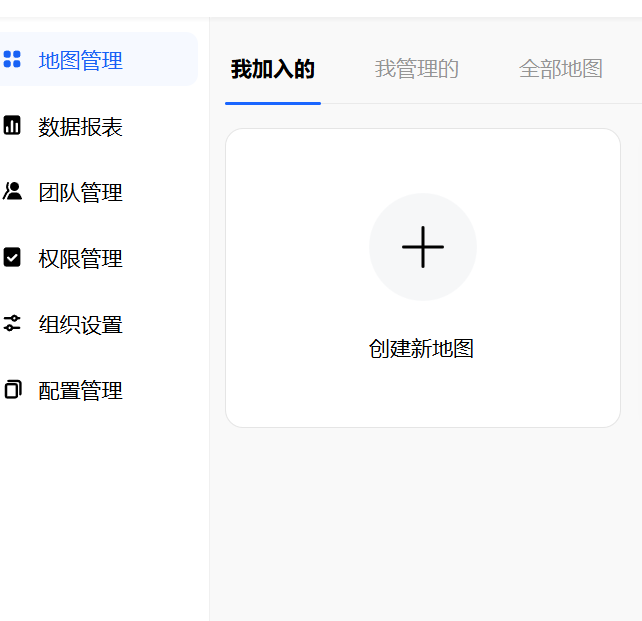 地图管理
数据报表
团队管理
权限管理
组织设置
配置管理
我加入的
我管理的
全部地图
创建新地图